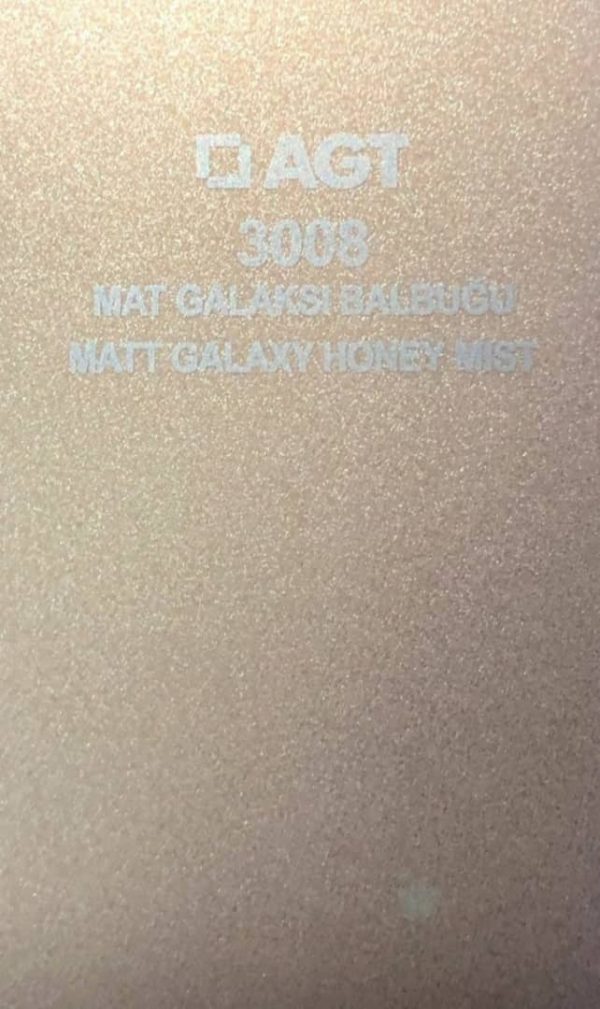 AGT
3008
MAT GALAKSİ BALBUĞU
MATT GALAXY HONEY MIST